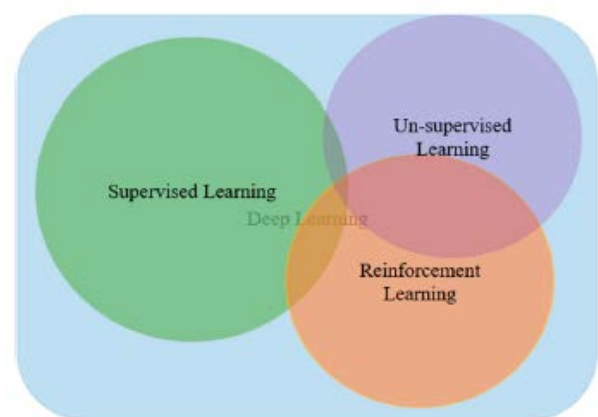 Un-supervised
Learning
Supervised Learning
Deep Learning
Reinforcement
Learning